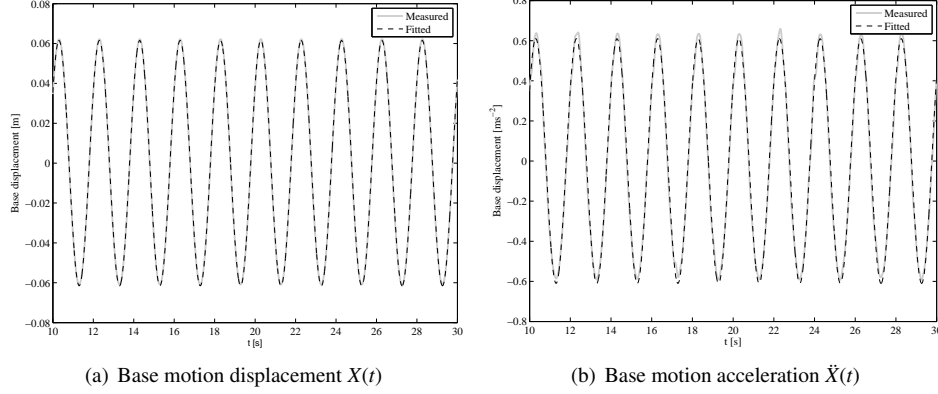 0.08
0.06
0.04
0.02
0
−0.02
−0.04
−0.06
−0.08
Base displacement [m]
10 12 14 16 18 20 22 24 26 28 30
t [s]
Measured
Fitted
(a) Base motion displacement X(t)
0.8
0.6
0.4
0.2
0
−0.2
−0.4
−0.6
−0.8
Base displacement [ms⁻²]
10 12 14 16 18 20 22 24 26 28 30
t [s]
Measured
Fitted
(b) Base motion acceleration Ẍ(t)